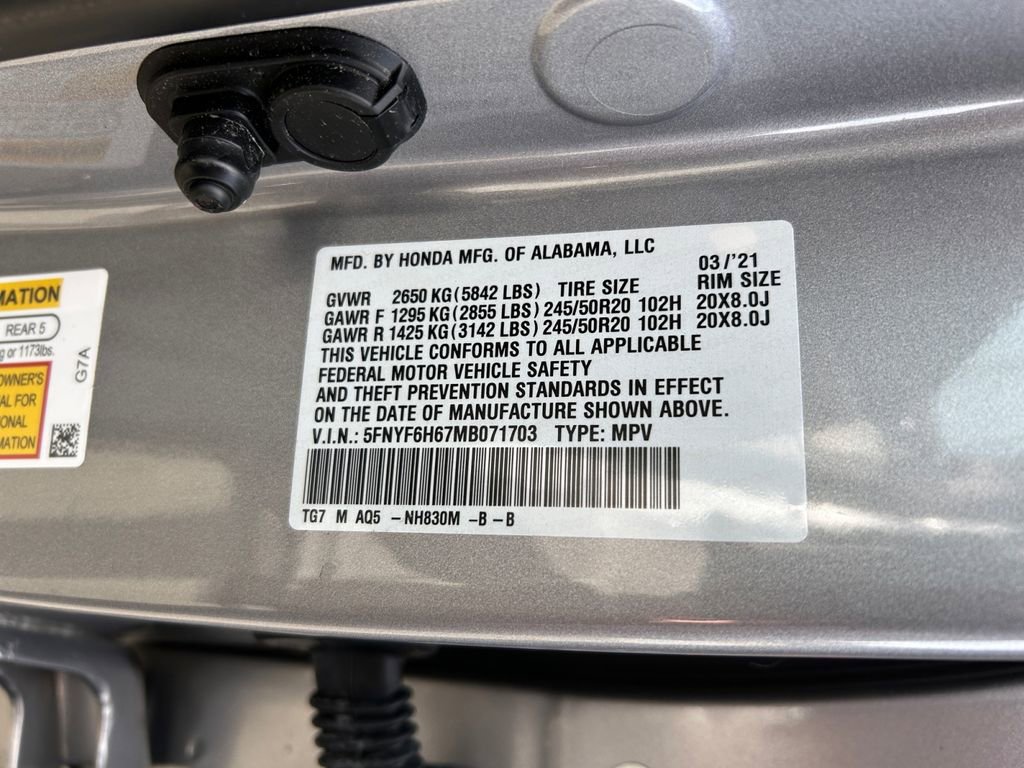 MFD. BY HONDA MFG. OF ALABAMA, LLC
03/'21
GVWR 2650 KG (5842 LBS) TIRE SIZE RIM SIZE
GAWR F 1295 KG (2855 LBS) 245/50R20 102H 20X8.0J
GAWR R 1425 KG (3142 LBS) 245/50R20 102H 20X8.0J
THIS VEHICLE CONFORMS TO ALL APPLICABLE
FEDERAL MOTOR VEHICLE SAFETY
AND THEFT PREVENTION STANDARDS IN EFFECT
ON THE DATE OF MANUFACTURE SHOWN ABOVE.
V.I.N.: 5FNYF6H67MB071703 TYPE: MPV
TG7 M AQ5 -NH830M -B -B
MATION
REAR 5
g or 1173lbs.
OWNER'S
AL FOR
ONAL
MATION
G7A